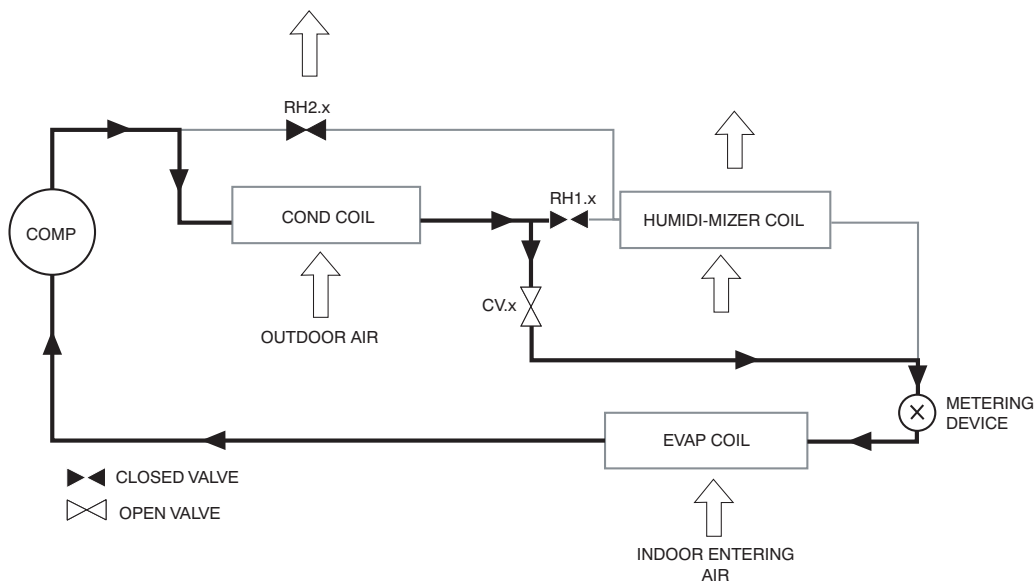 RH2.x
COMP
COND COIL
RH1.x
HUMIDI-MIZER COIL
CV.x
OUTDOOR AIR
METERING
DEVICE
EVAP COIL
CLOSED VALVE
OPEN VALVE
INDOOR ENTERING
AIR